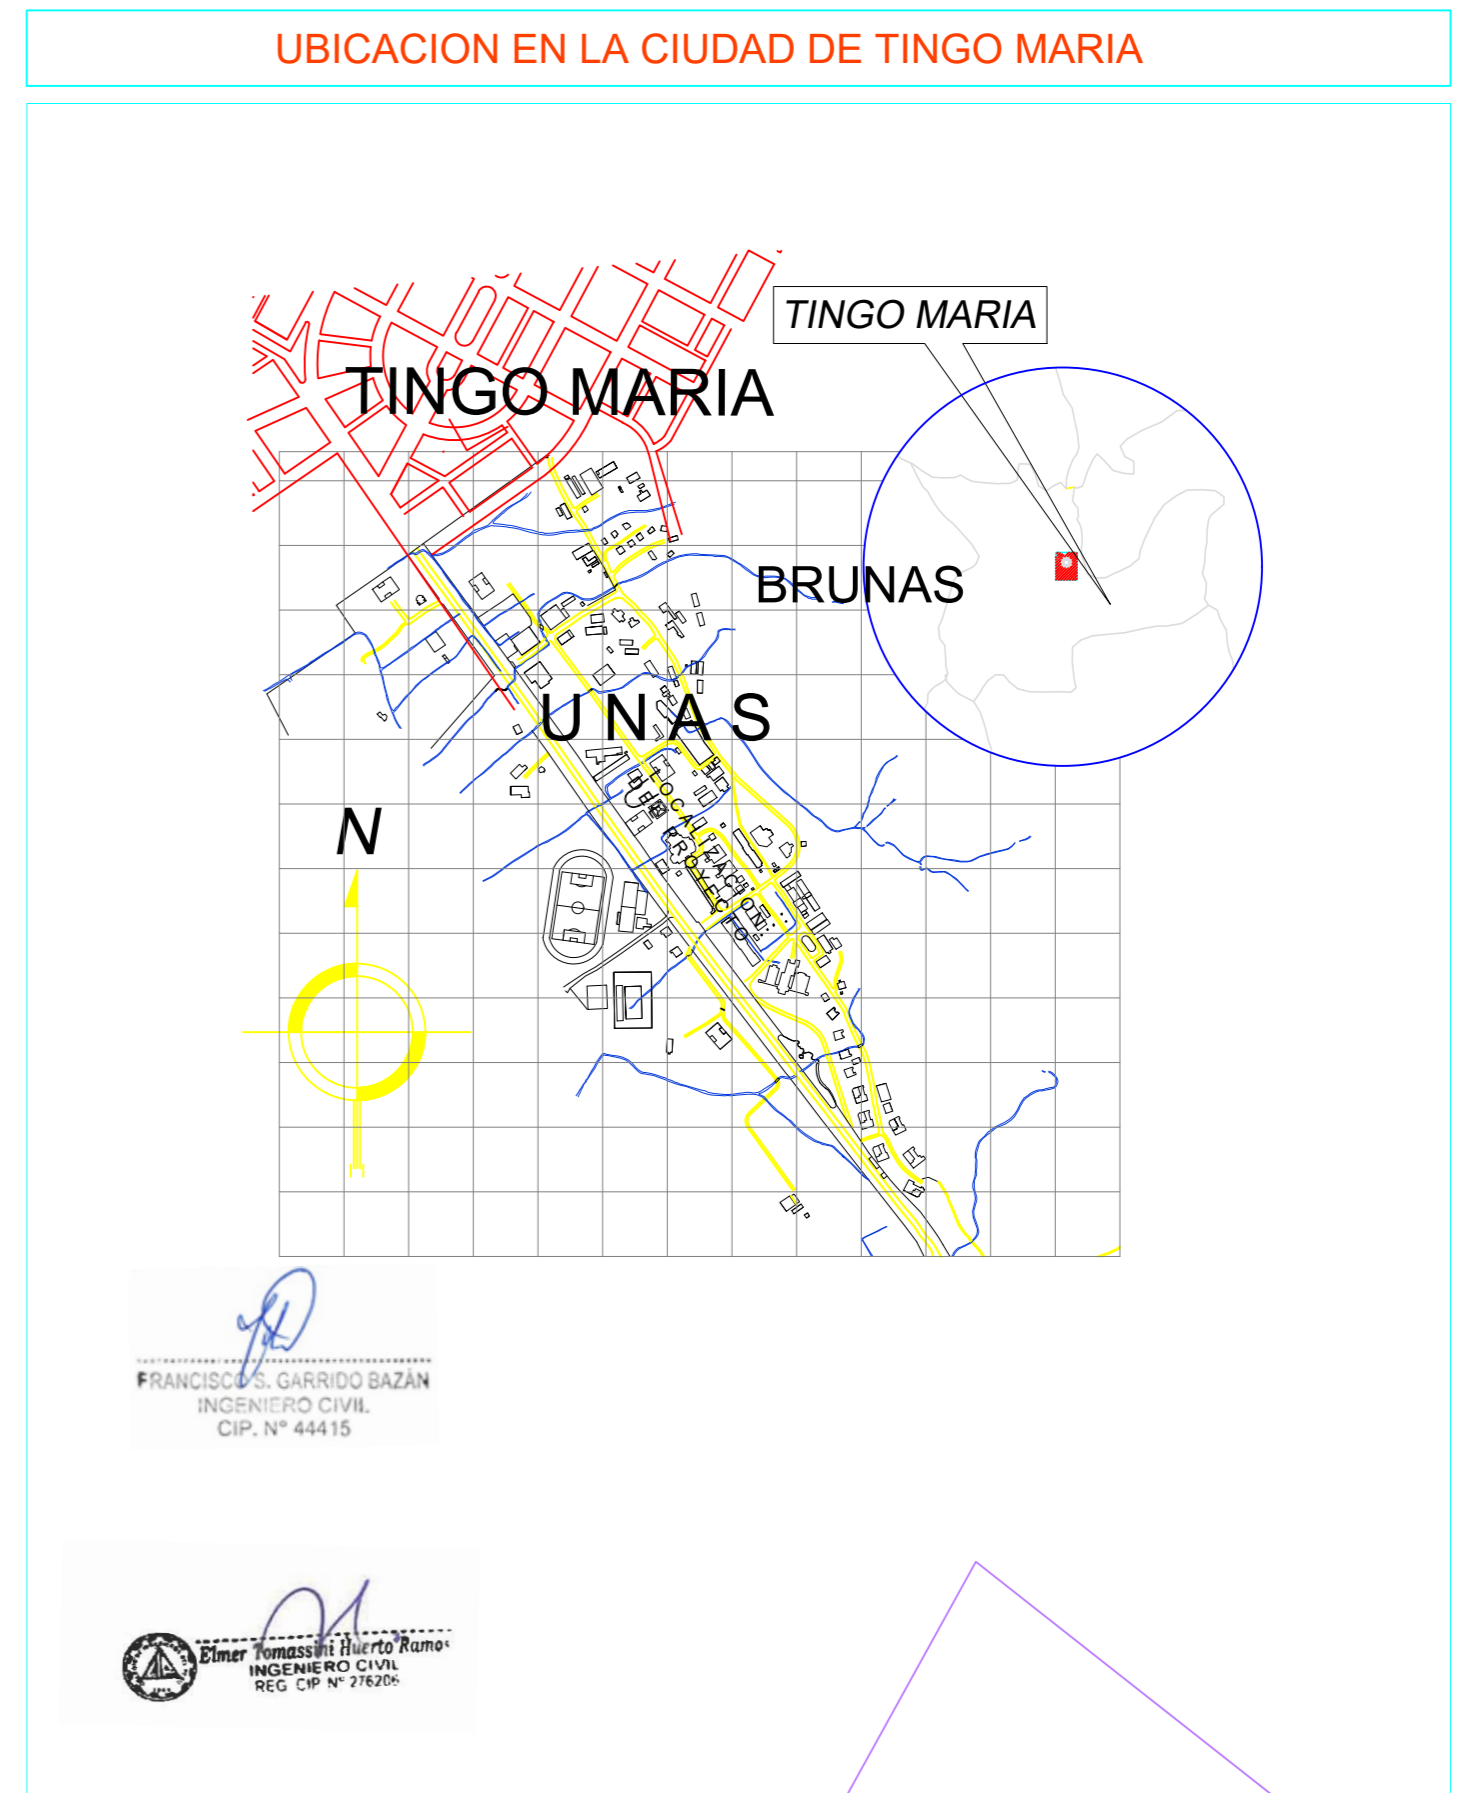 UBICACION EN LA CIUDAD DE TINGO MARIA
TINGO MARIA
TINGO MARIA
BRUNAS
U N A S
LOCALIZACION
DEL PROYECTO
N
FRANCISCO S. GARRIDO BAZÁN
INGENIERO CIVIL
CIP. N° 44415
Elmer Tomassini Huerto Ramos
INGENIERO CIVIL
REG CIP N° 276206